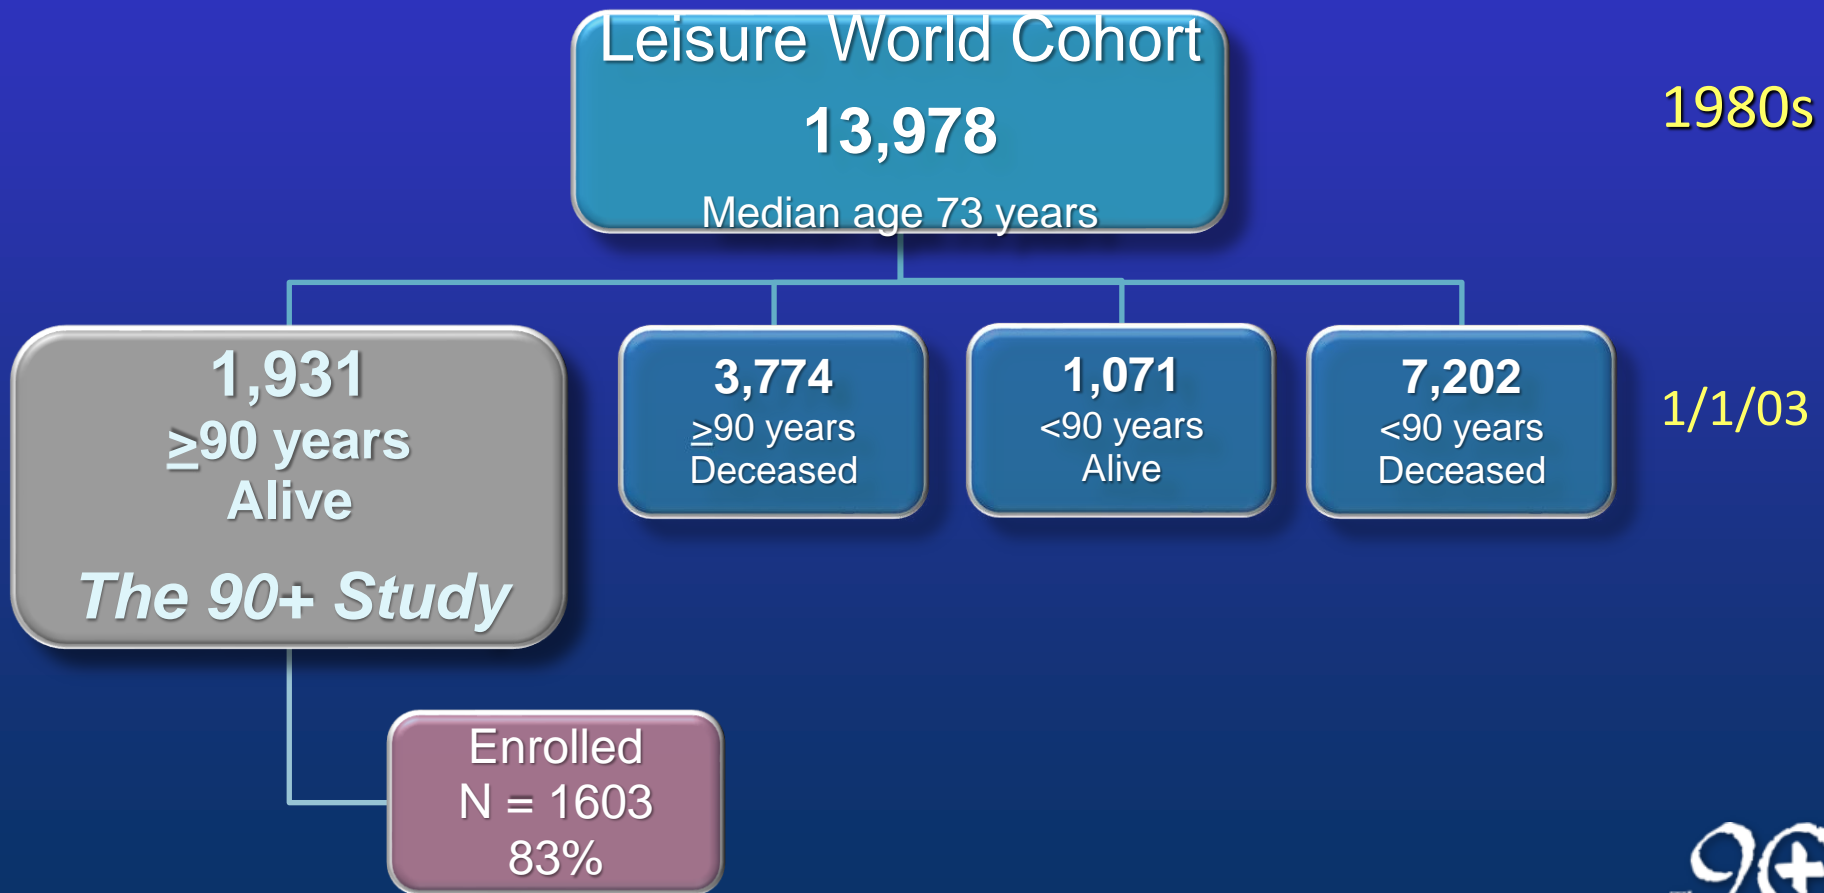 Leisure World Cohort
13,978
Median age 73 years
1980s
1,931
≥90 years
Alive
The 90+ Study
3,774
≥90 years
Deceased
1,071
<90 years
Alive
7,202
<90 years
Deceased
1/1/03
Enrolled
N = 1603
83%
90+